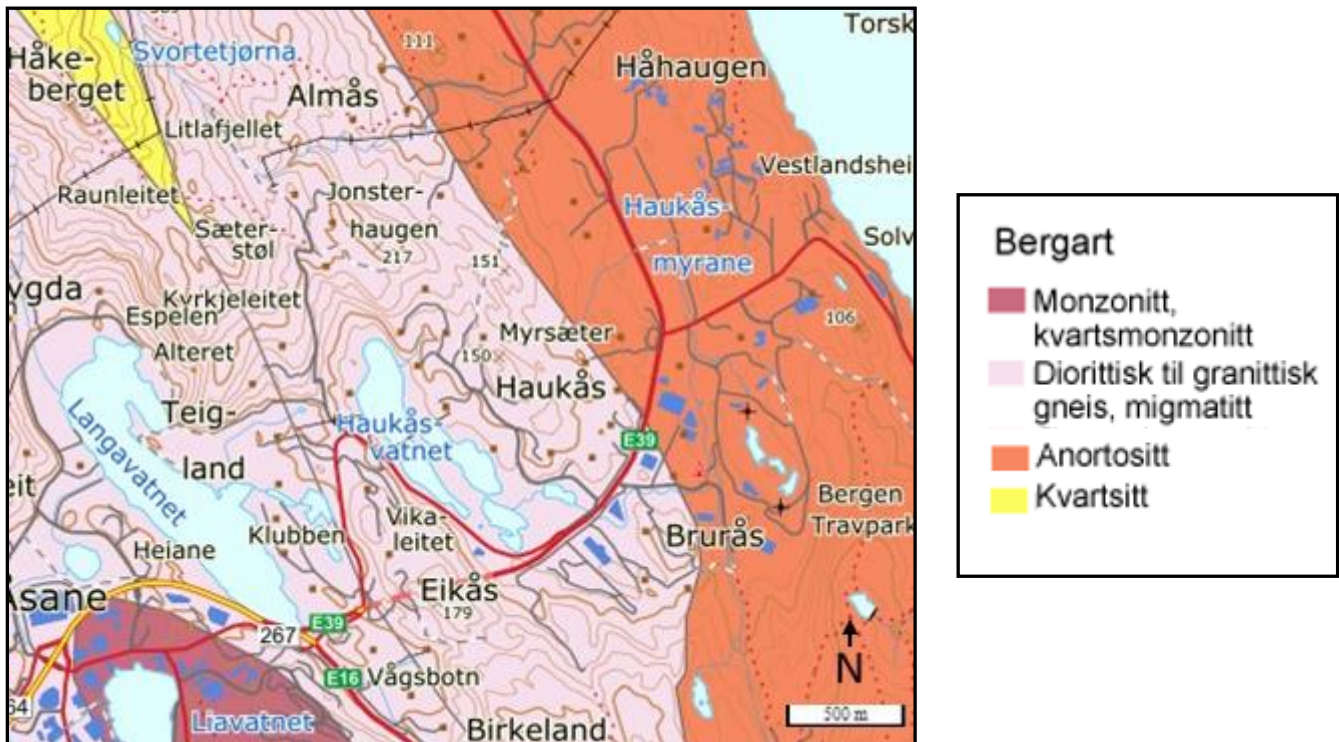 Torsk
111
Håke-
berget
Svortetjørna
Håhaugen
Almås
Litlafjellet
Vestlandshei
Raunleitet
Jonster-
haugen
Haukås-
myrane
Sæter-
støl
217
151
Solv
ygda
Kyrkjeleitet
Espelen
Alteret
Myrsæter
106
150
Haukås
Langavatnet
Teig-
land
Haukås-
vatnet
E39
eit
Klubben
Vika-
leitet
Bergen
Travpark
Heiane
Brurås
Åsane
Eikås
179
267
E39
N
E16
Vågsbotn
64
Liavatnet
Birkeland
500 m
Bergart
Monzonitt,
kvartsmonzonitt
Diorittisk til granittisk
gneis, migmatitt
Anortositt
Kvartsitt